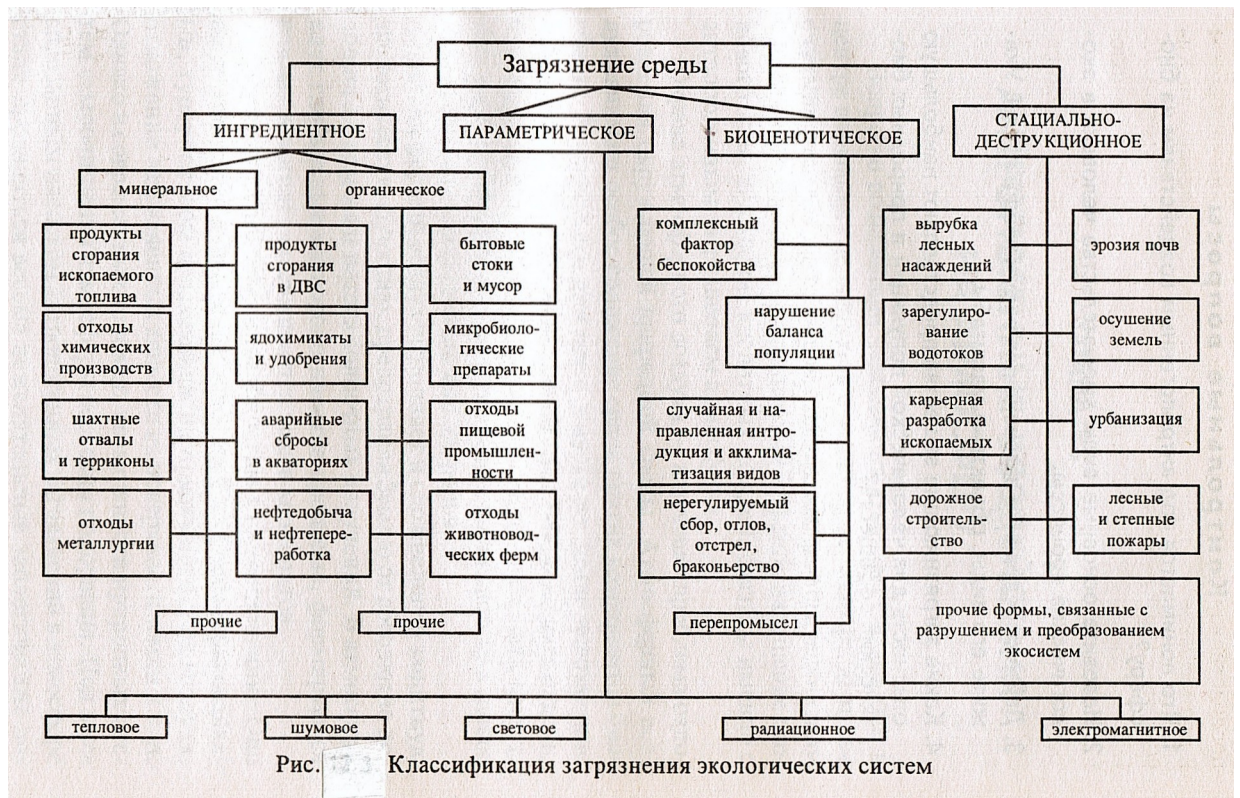 Загрязнение среды
ИНГРЕДИЕНТНОЕ
ПАРАМЕТРИЧЕСКОЕ
БИОЦЕНОТИЧЕСКОЕ
СТАЦИАЛЬНО-
ДЕСТРУКЦИОННОЕ
минеральное
органическое
продукты
сгорания
ископаемого
топлива
отходы
химических
производств
шахтные
отвалы
и терриконы
отходы
металлургии
прочие
продукты
сгорания
в ДВС
ядохимикаты
и удобрения
аварийные
сбросы
в акваториях
нефтедобыча
и нефтепере-
работка
прочие
бытовые
стоки
и мусор
микробиоло-
гические
препараты
отходы
пищевой
промышлен-
ности
отходы
животновод-
ческих ферм
комплексный
фактор
беспокойства
нарушение
баланса
популяции
случайная и на-
правленная интро-
дукция и акклима-
тизация видов
нерегулируемый
сбор, отлов,
отстрел,
браконьерство
перепромысел
вырубка
лесных
насаждений
зарегулиро-
вание
водотоков
карьерная
разработка
ископаемых
дорожное
строитель-
ство
эрозия почв
осушение
земель
урбанизация
лесные
и степные
пожары
прочие формы, связанные с
разрушением и преобразованием
экосистем
тепловое
шумовое
световое
радиационное
электромагнитное
Рис. Классификация загрязнения экологических систем